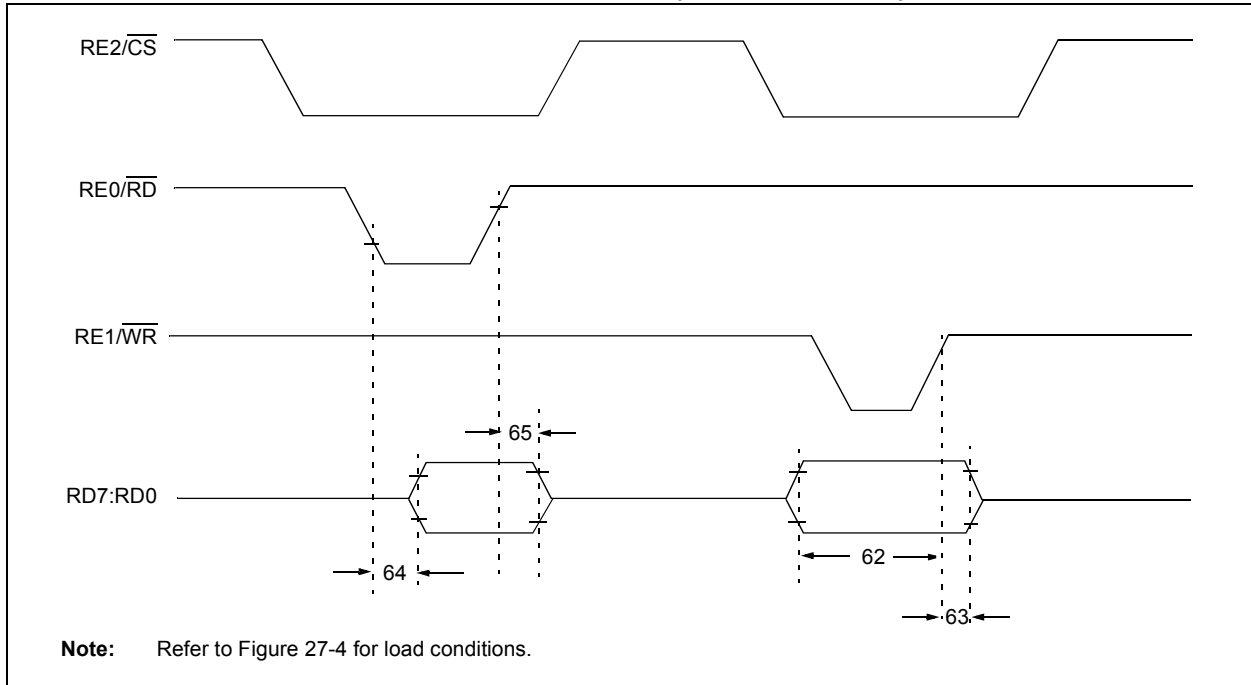 RE2/CS
RE0/RD
RE1/WR
65
RD7:RD0
62
64
63
Note: Refer to Figure 27-4 for load conditions.